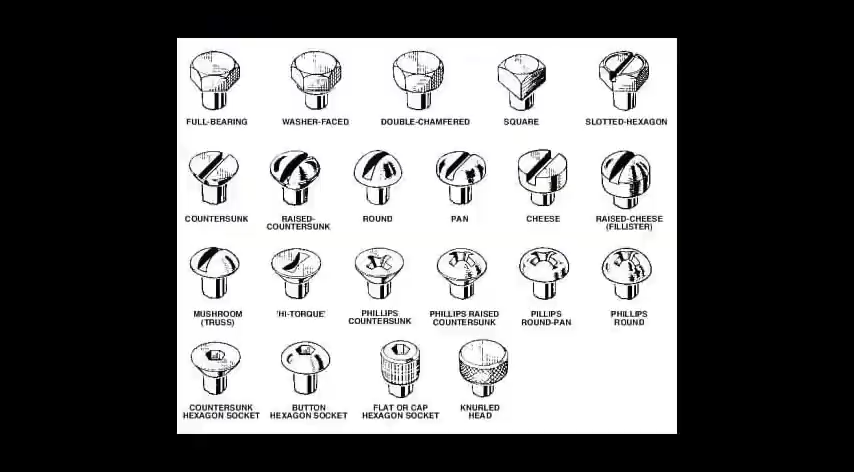 FULL-BEARING
WASHER-FACED
DOUBLE-CHAMFERED
SQUARE
SLOTTED-HEXAGON
COUNTERSUNK
RAISED-
COUNTERSUNK
ROUND
PAN
CHEESE
RAISED-CHEESE
(FILLISTER)
MUSHROOM
(TRUSS)
'HI-TORQUE'
PHILLIPS
COUNTERSUNK
PHILLIPS RAISED
COUNTERSUNK
PILLIPS
ROUND-PAN
PHILLIPS
ROUND
COUNTERSUNK
HEXAGON SOCKET
BUTTON
HEXAGON SOCKET
FLAT OR CAP
HEXAGON SOCKET
KNURLED
HEAD